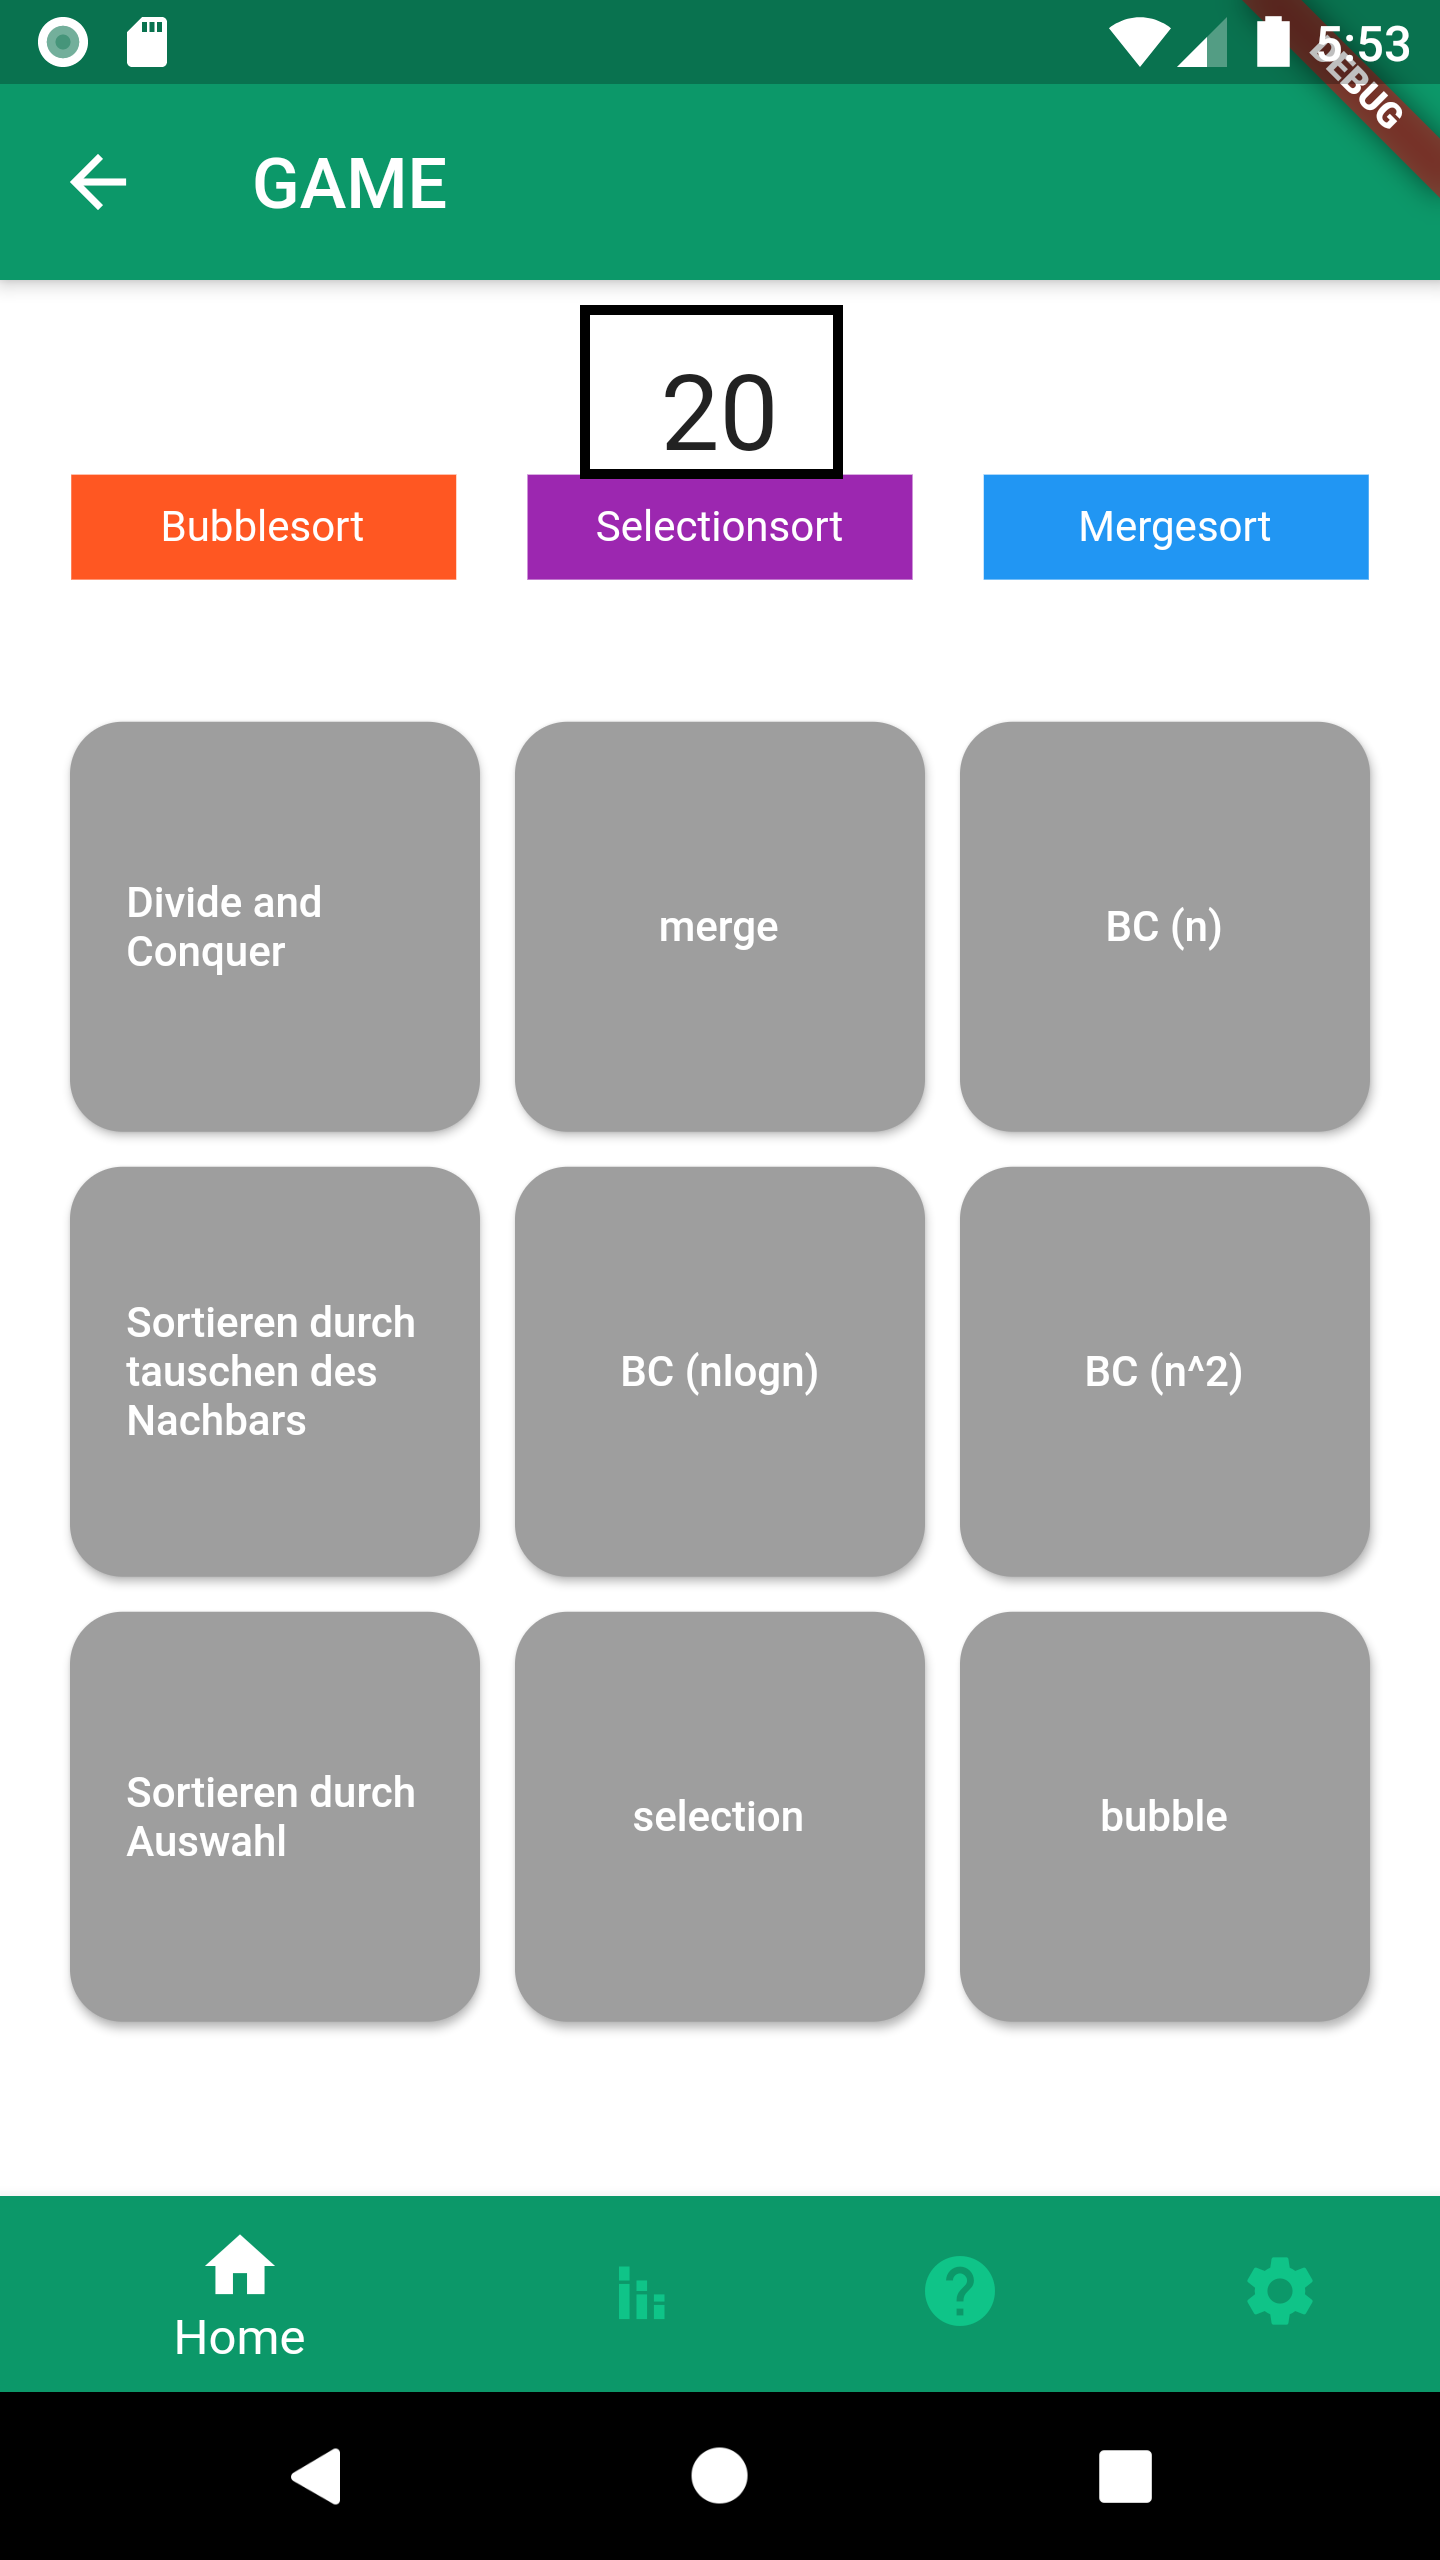 5:53
DEBUG
GAME
20
Bubblesort
Selectionsort
Mergesort
Divide and
Conquer
merge
BC (n)
Sortieren durch
tauschen des
Nachbars
BC (nlogn)
BC (n^2)
Sortieren durch
Auswahl
selection
bubble
Home